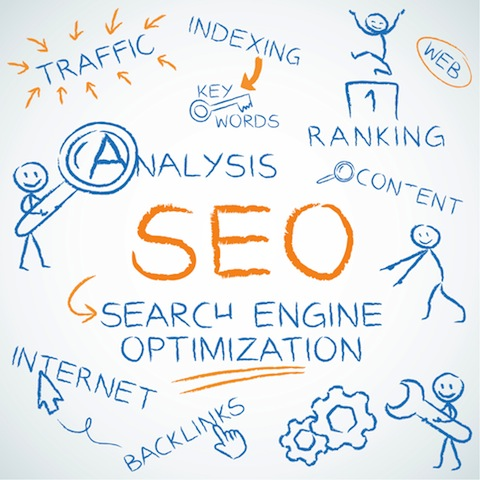 TRAFFIC
INDEXING
WEB
KEY
WORDS
1
RANKING
ANALYSIS
CONTENT
SEO
SEARCH ENGINE
OPTIMIZATION
INTERNET
BACKLINKS